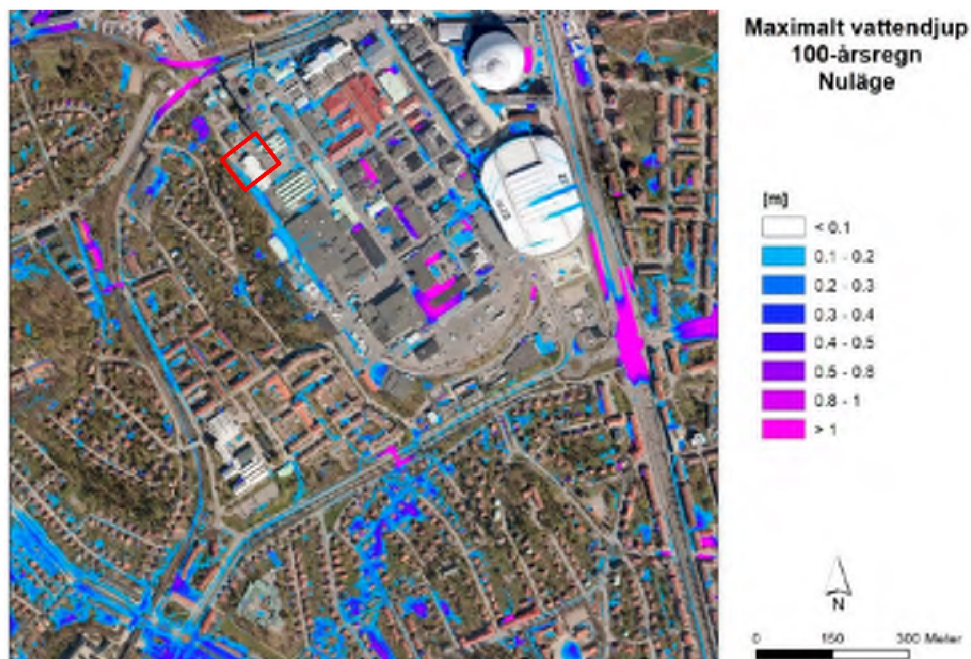 Maximalt vattendjup
100-årsregn
Nuläge
[m]
< 0.1
0.1 - 0.2
0.2 - 0.3
0.3 - 0.4
0.4 - 0.5
0.5 - 0.8
0.8 - 1
> 1
N
0 150 300 Meter